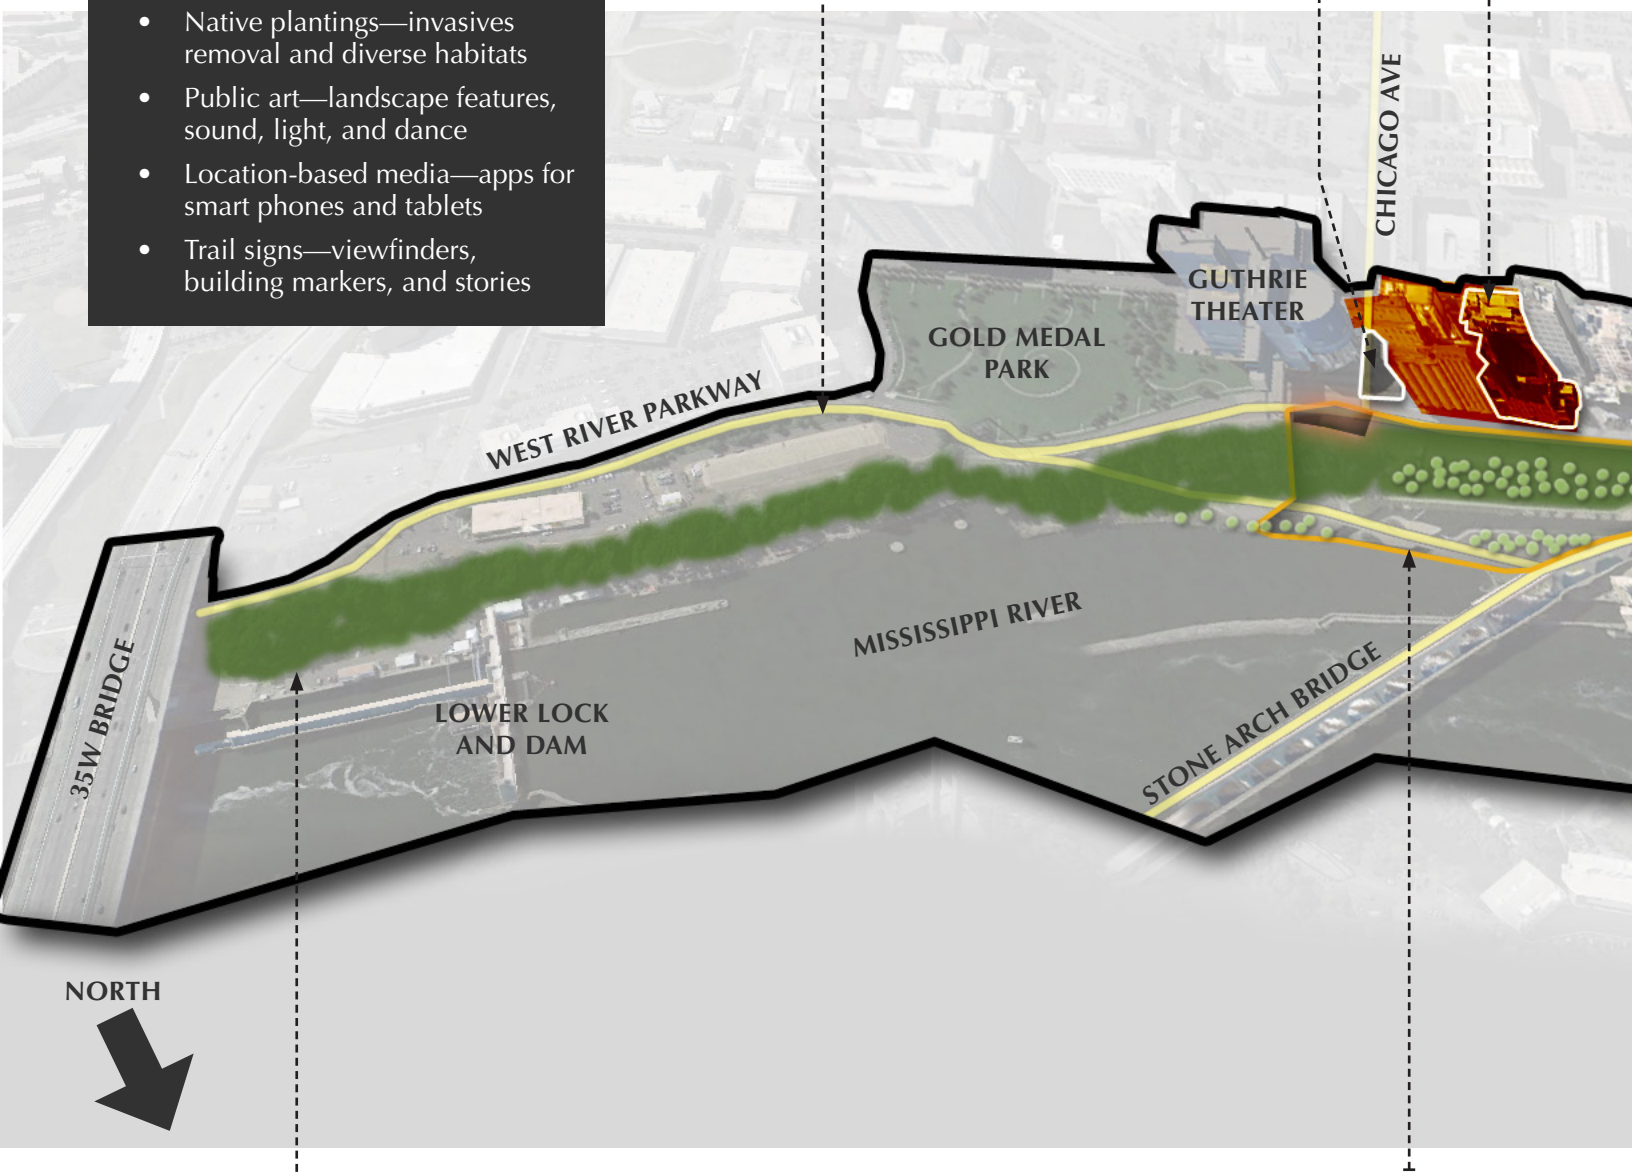 • Native plantings—invasives
removal and diverse habitats
• Public art—landscape features,
sound, light, and dance
• Location-based media—apps for
smart phones and tablets
• Trail signs—viewfinders,
building markers, and stories
CHICAGO AVE
GUTHRIE
THEATER
GOLD MEDAL
PARK
WEST RIVER PARKWAY
MISSISSIPPI RIVER
35W BRIDGE
LOWER LOCK
AND DAM
STONE ARCH BRIDGE
NORTH